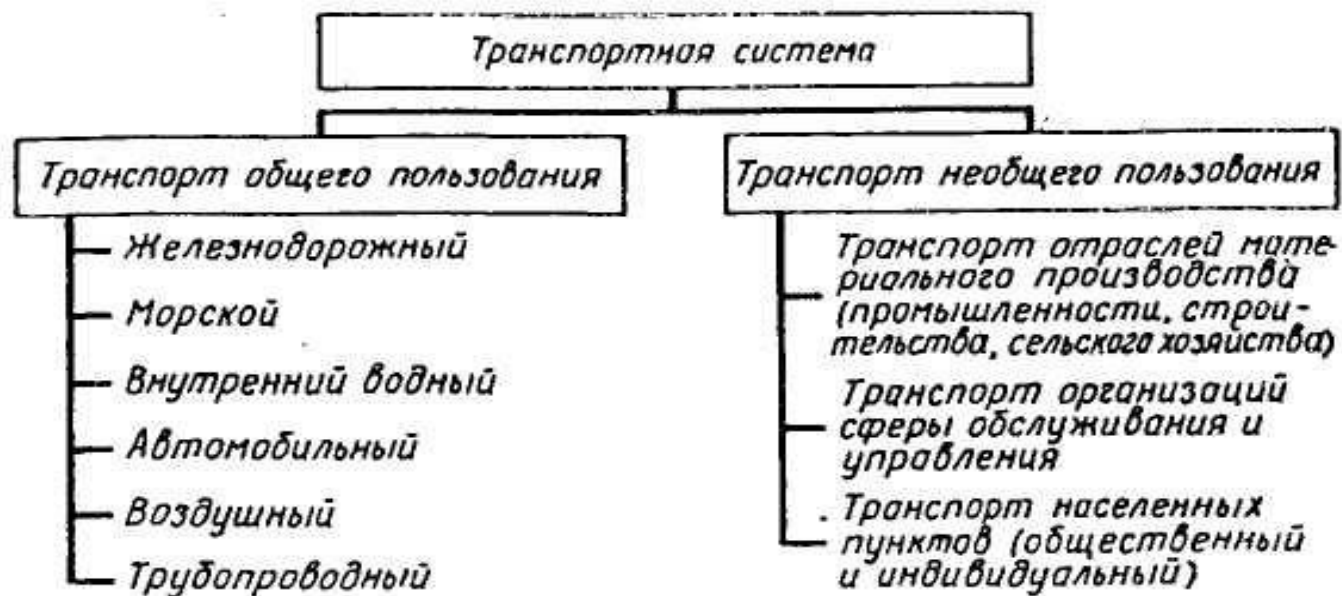 Транспортная система
Транспорт общего пользования
Железнодорожный
Морской
Внутренний водный
Автомобильный
Воздушный
Трубопроводный
Транспорт необщего пользования
Транспорт отраслей мате-
риального производства
(промышленности, строи-
тельства, сельского хозяйства)
Транспорт организаций
сферы обслуживания и
управления
Транспорт населенных
пунктов (общественный
и индивидуальный)